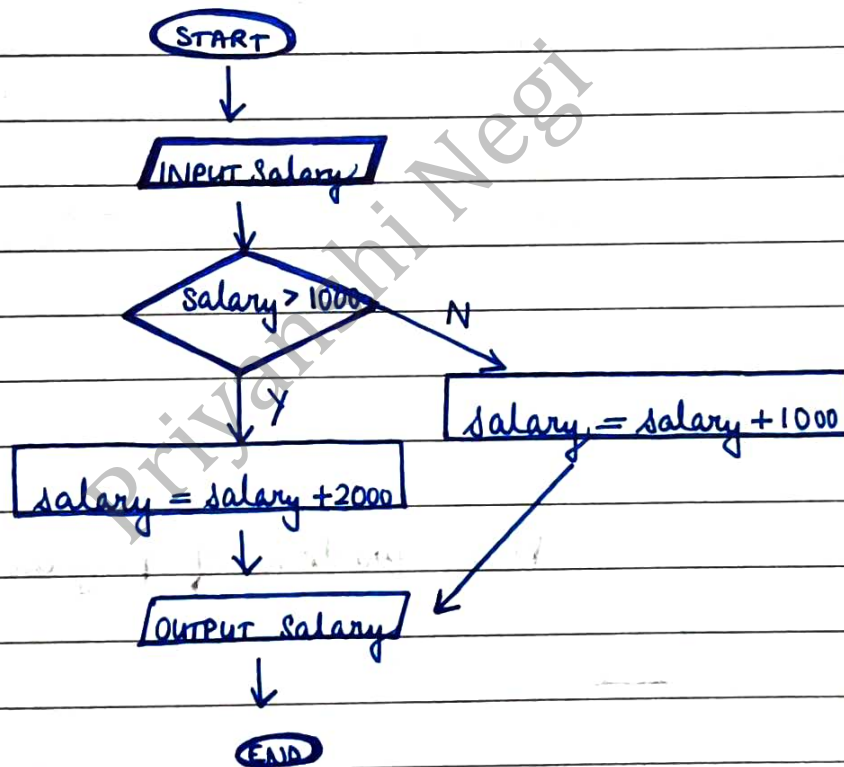 START
INPUT Salary
Salary > 1000
N
Y
salary = salary + 1000
salary = salary + 2000
OUTPUT Salary
END
Priyanshi Negi